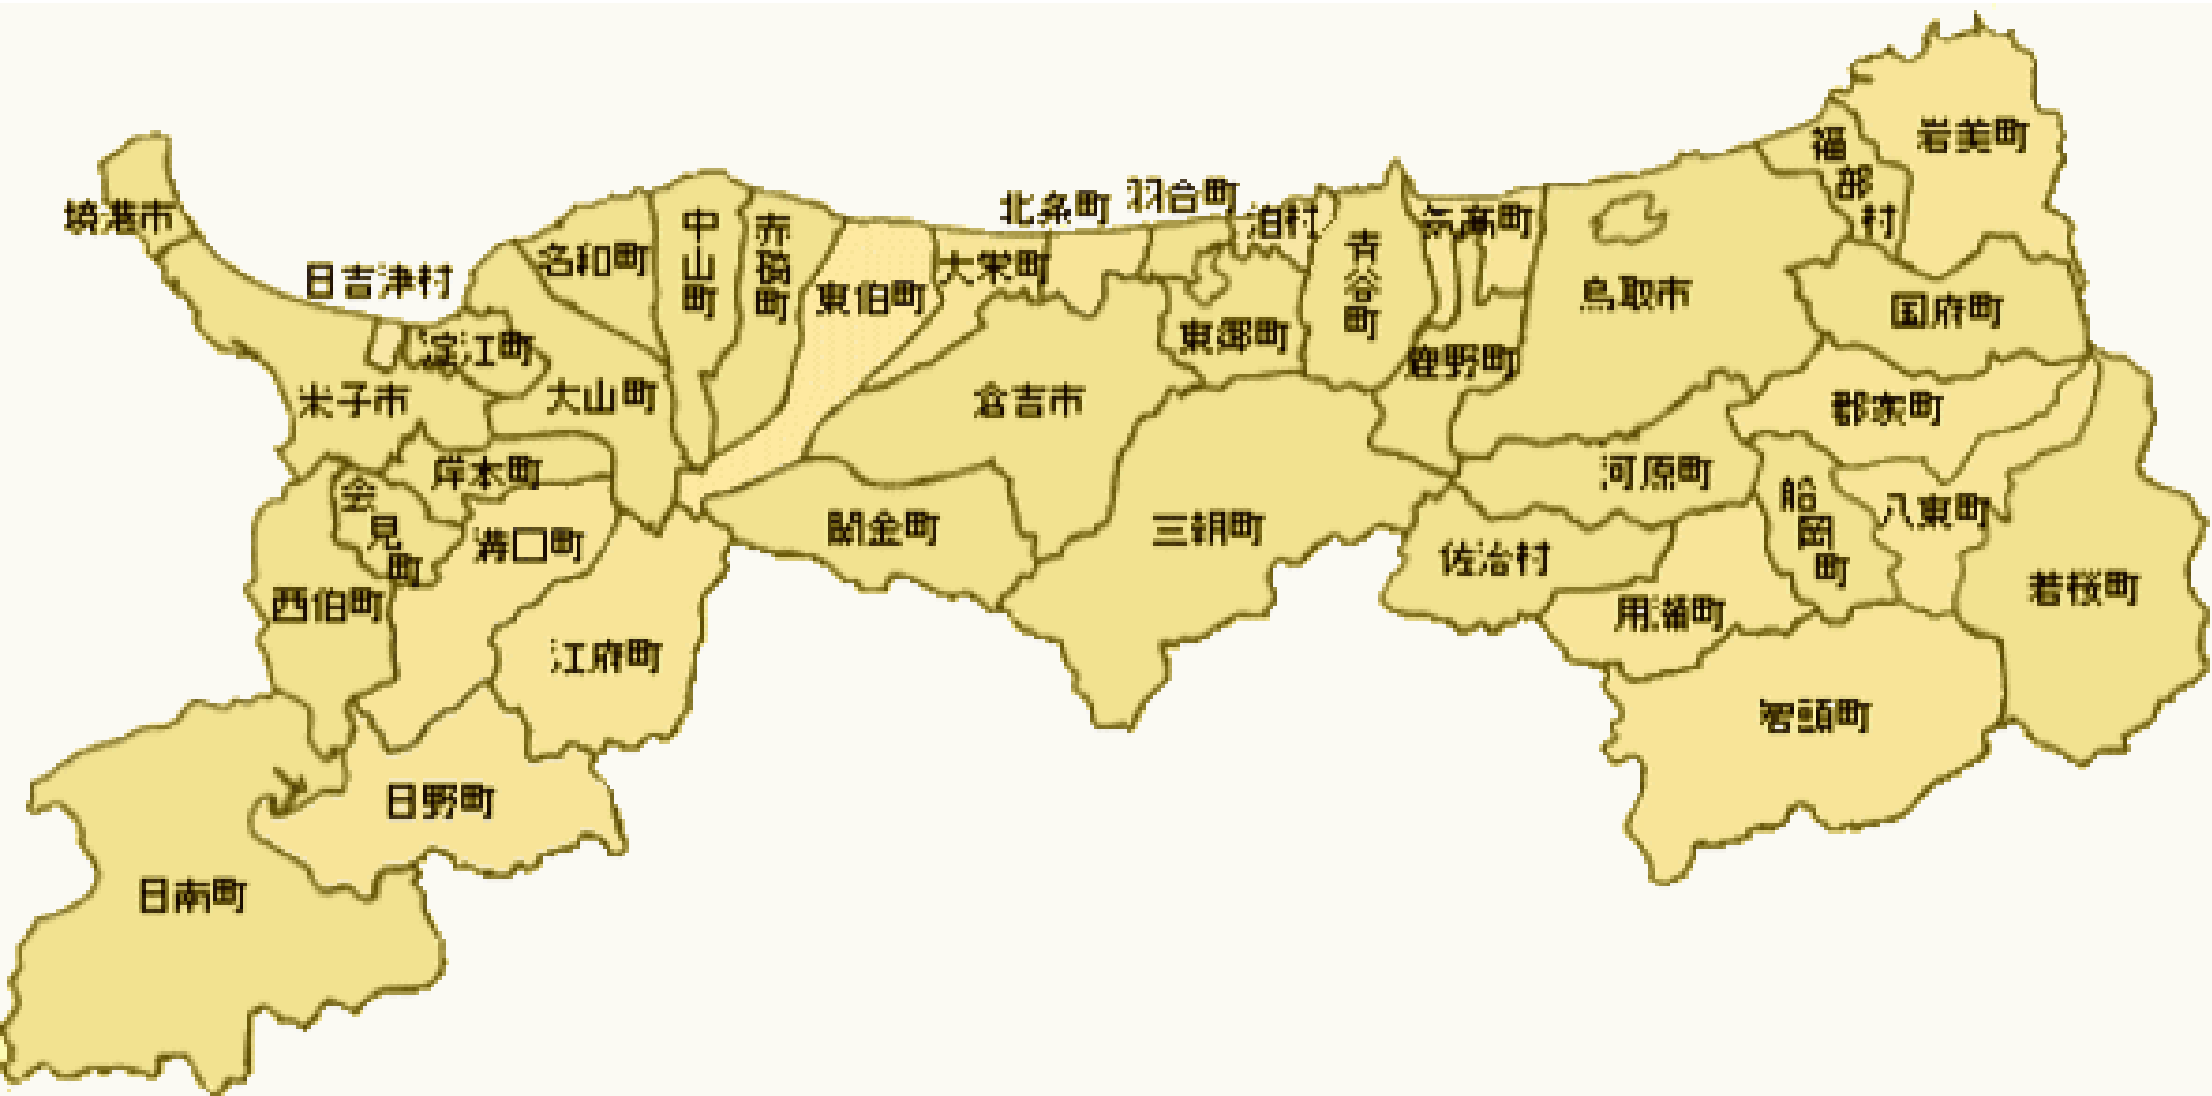 岩美町
福部村
境港市
北条町
羽合町
泊村
気高町
中山町
赤碕町
名和町
日吉津村
大栄町
青谷町
東伯町
鳥取市
国府町
淀江町
東郷町
鹿野町
米子市
大山町
倉吉市
郡家町
岸本町
河原町
会見町
船岡町
八東町
溝口町
関金町
三朝町
佐治村
西伯町
用瀬町
若桜町
江府町
智頭町
日野町
日南町